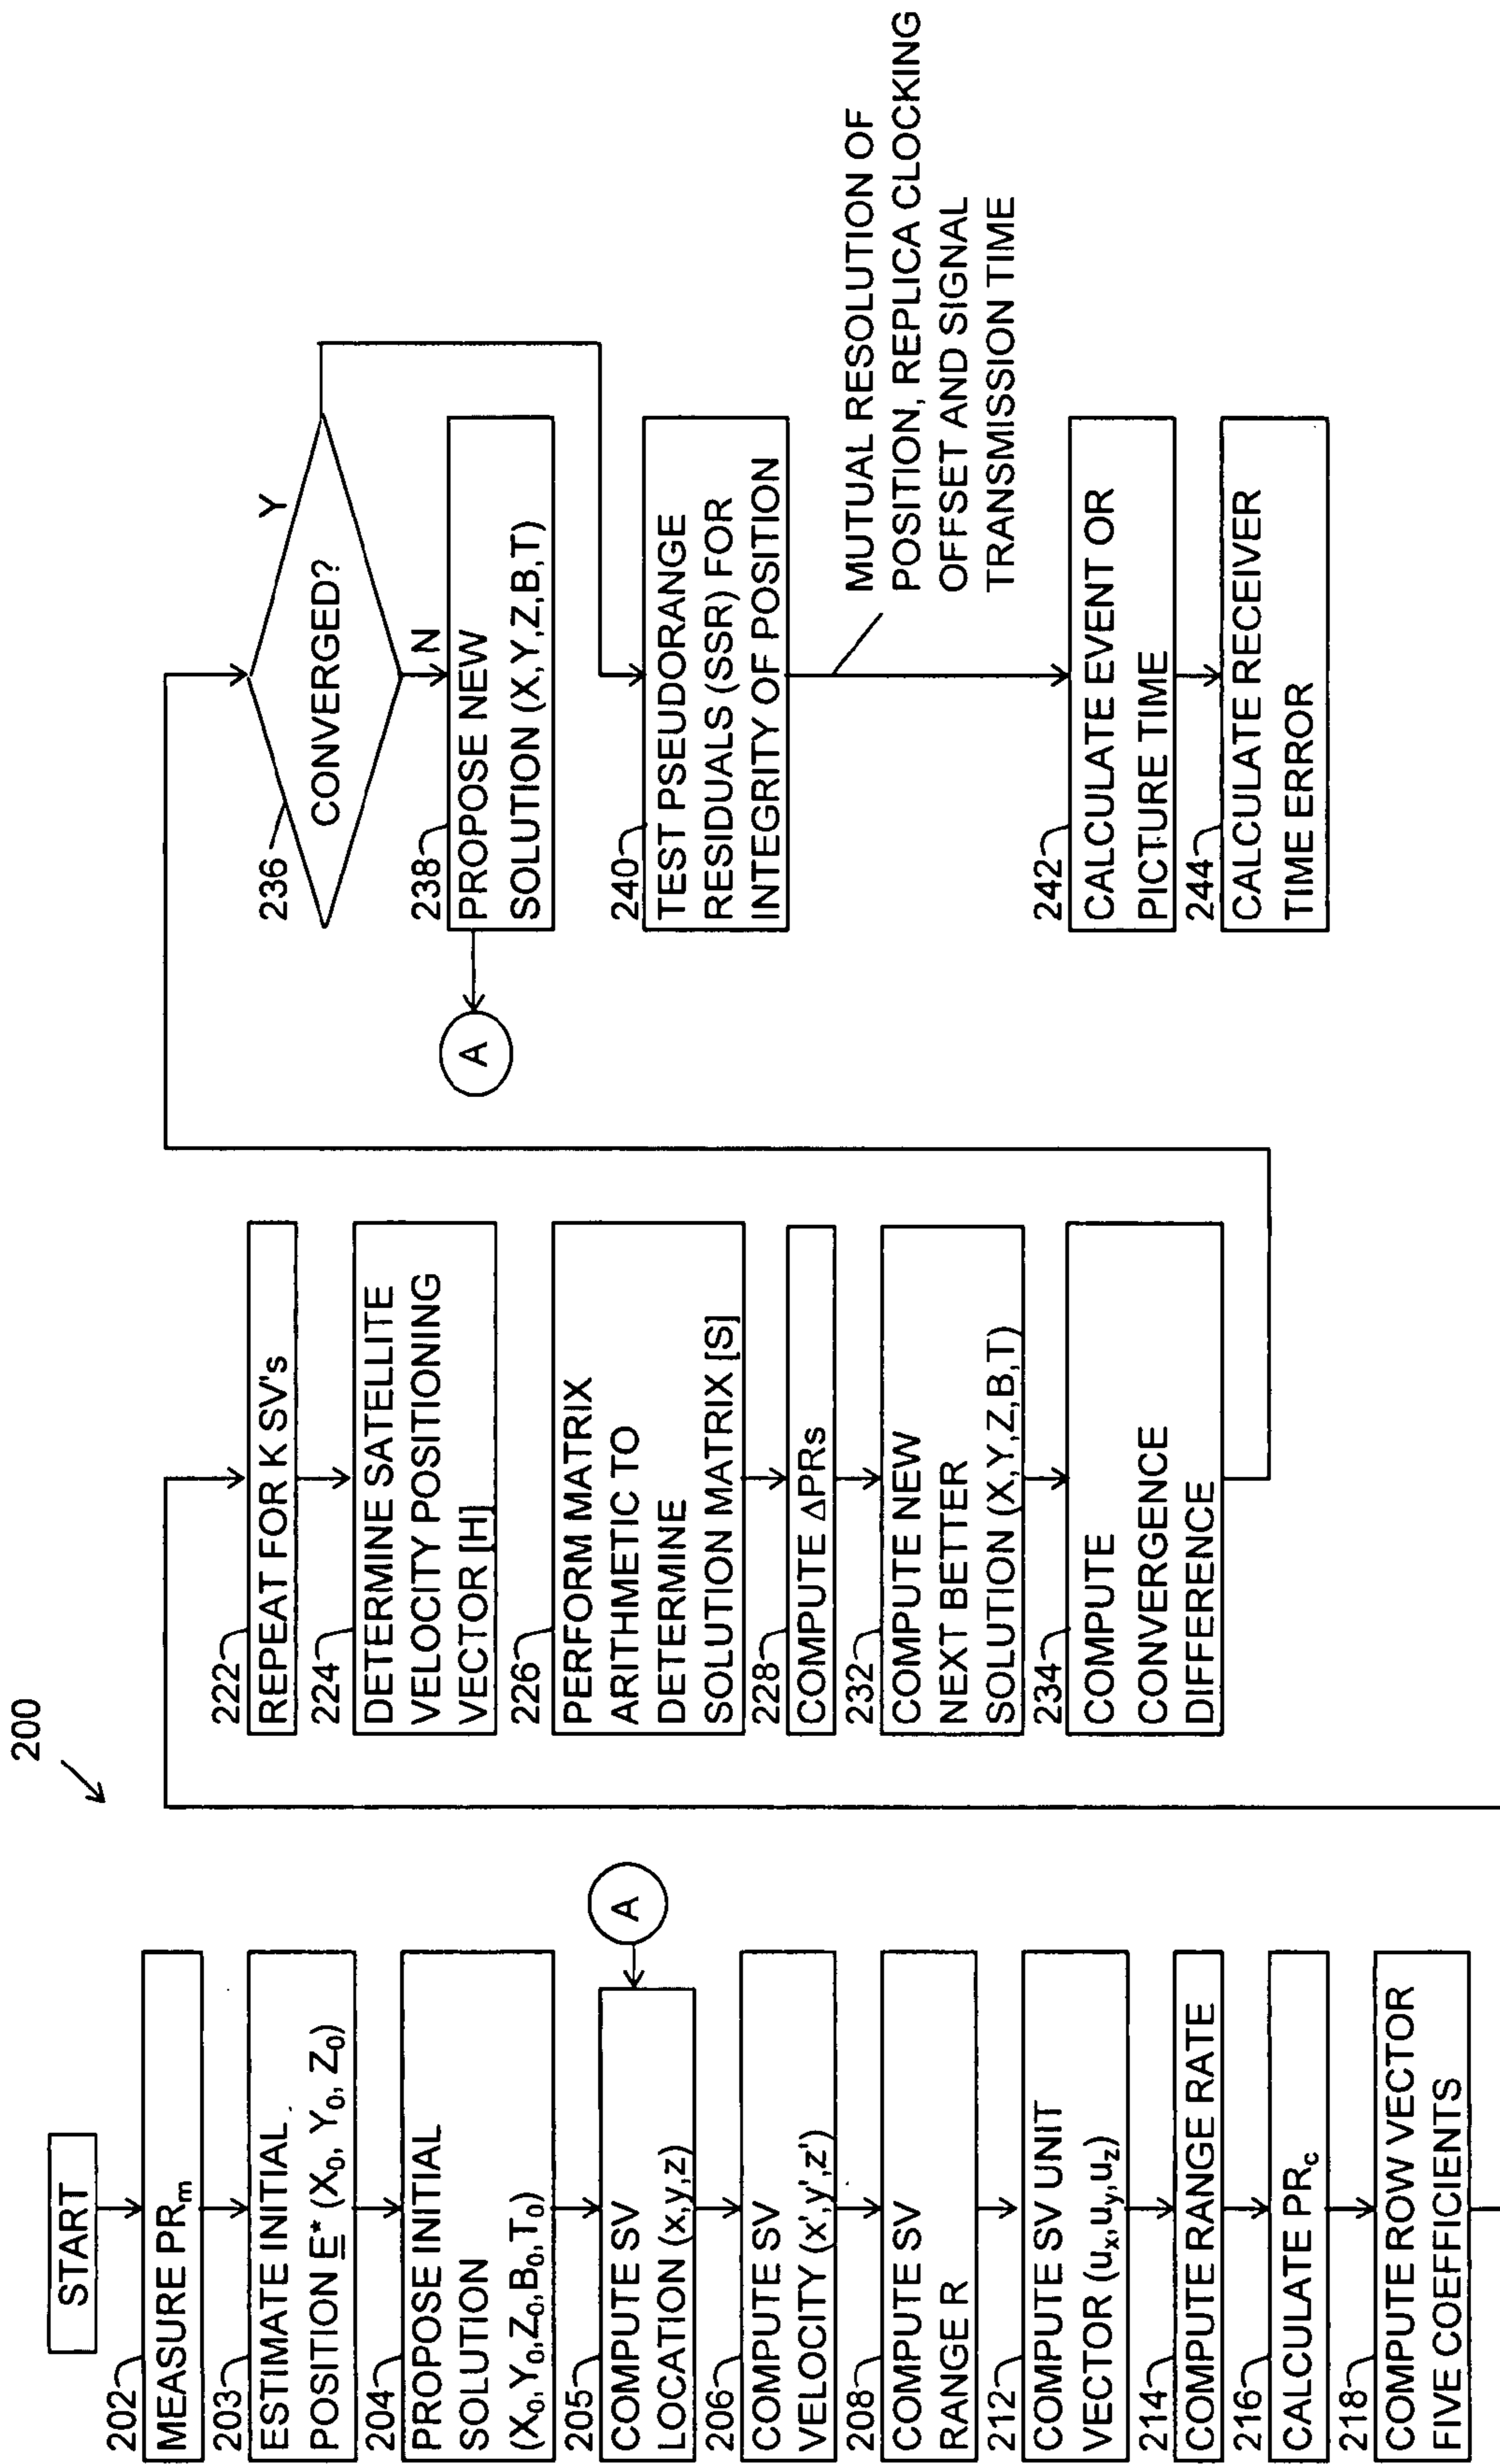 200
START
202
MEASURE PRm
203
ESTIMATE INITIAL
POSITION E* (X0, Y0, Z0)
204
PROPOSE INITIAL
SOLUTION
(X0,Y0,Z0,B0,T0)
205
COMPUTE SV
LOCATION (x,y,z)
A
206
COMPUTE SV
VELOCITY (x',y',z')
208
COMPUTE SV
RANGE R
212
COMPUTE SV UNIT
VECTOR (ux,uy,uz)
214
COMPUTE RANGE RATE
216
CALCULATE PRc
218
COMPUTE ROW VECTOR
FIVE COEFFICIENTS
222
REPEAT FOR K SV's
224
DETERMINE SATELLITE
VELOCITY POSITIONING
VECTOR [H]
226
PERFORM MATRIX
ARITHMETIC TO
DETERMINE
SOLUTION MATRIX [S]
228
COMPUTE ΔPRs
232
COMPUTE NEW
NEXT BETTER
SOLUTION (X,Y,Z,B,T)
234
COMPUTE
CONVERGENCE
DIFFERENCE
236
CONVERGED?
Y
N
238
PROPOSE NEW
SOLUTION (X,Y,Z,B,T)
A
240
TEST PSEUDORANGE
RESIDUALS (SSR) FOR
INTEGRITY OF POSITION
MUTUAL RESOLUTION OF
POSITION, REPLICA CLOCKING
OFFSET AND SIGNAL
TRANSMISSION TIME
242
CALCULATE EVENT OR
PICTURE TIME
244
CALCULATE RECEIVER
TIME ERROR